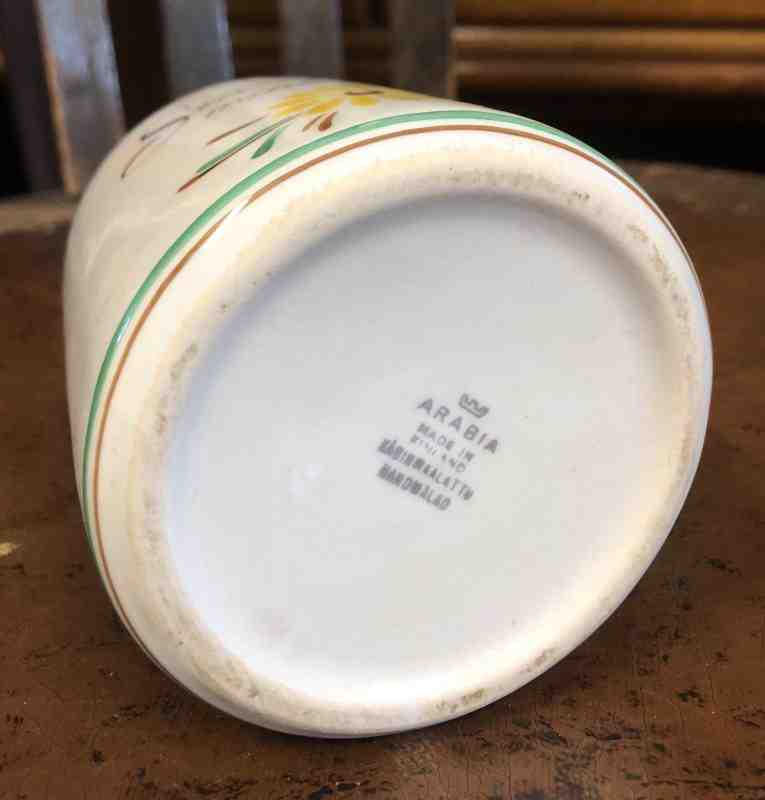 ARABIA
MADE IN
FINLAND
KÄSINMAALATTU
HANDMÅLAD